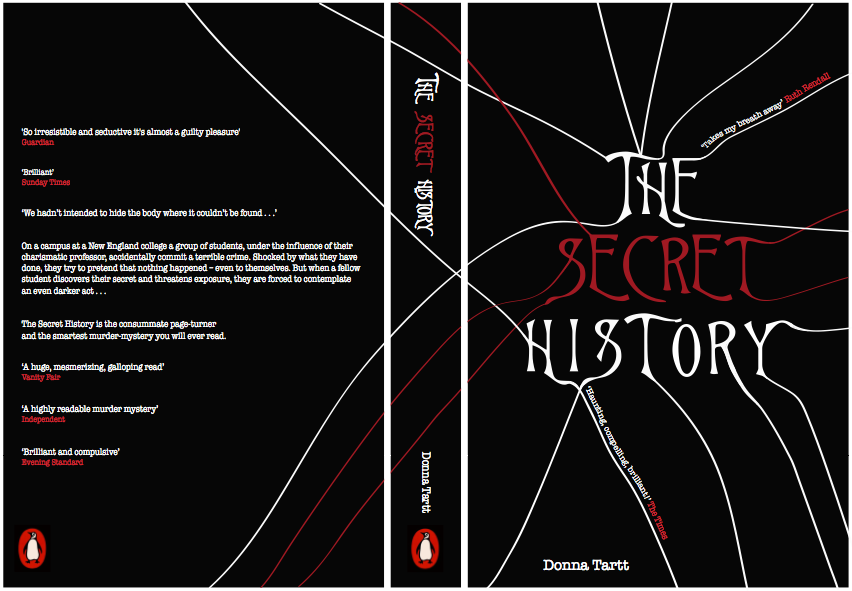 'So irresistible and seductive it's almost a guilty pleasure'
Guardian
'Brilliant'
Sunday Times
'We hadn't intended to hide the body where it couldn't be found . . .'
On a campus at a New England college a group of students, under the influence of their
charismatic professor, accidentally commit a terrible crime. Shocked by what they have
done, they try to pretend that nothing happened – even to themselves. But when a fellow
student discovers their secret and threatens exposure, they are forced to contemplate
an even darker act . . .
The Secret History is the consummate page-turner
and the smartest murder-mystery you will ever read.
'A huge, mesmerizing, galloping read'
Vanity Fair
'A highly readable murder mystery'
Independent
'Brilliant and compulsive'
Evening Standard
THE SECRET HISTORY
Donna Tartt
'Takes my breath away' Ruth Rendall
THE
SECRET
HISTORY
'Haunting, compelling, brilliant!' The Times
Donna Tartt